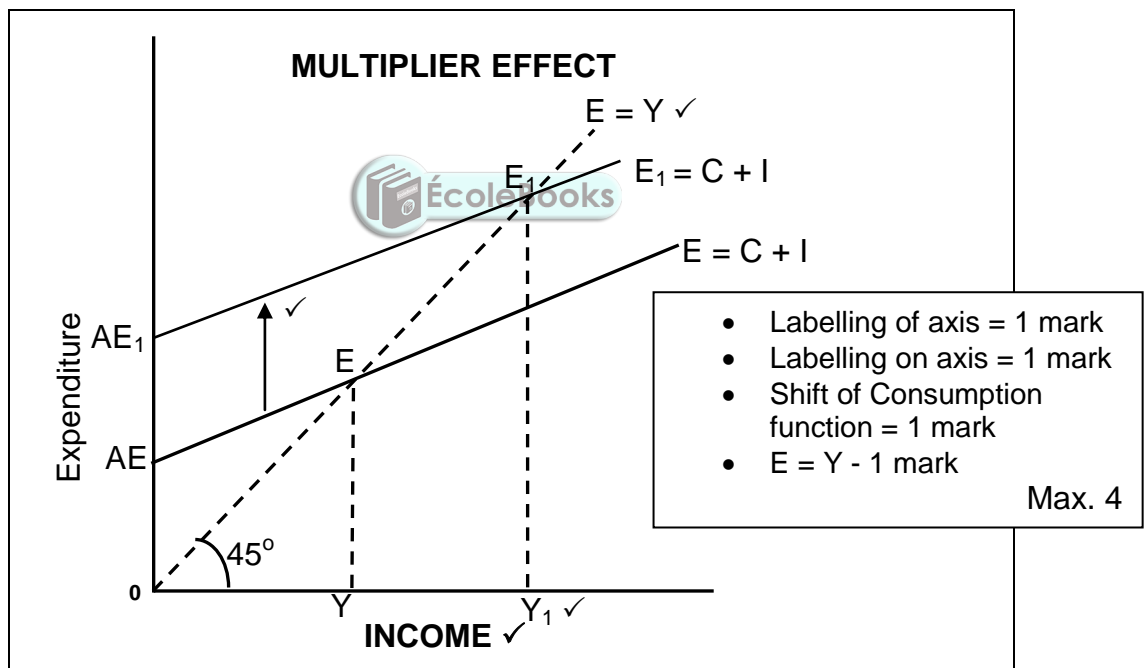 MULTIPLIER EFFECT
E = Y ✓
E₁ = C + I
E₁
ÉcoleBooks
E = C + I
Expenditure
AE₁
✓
E
AE
45°
0
Y
Y₁ ✓
INCOME ✓
• Labelling of axis = 1 mark
• Labelling on axis = 1 mark
• Shift of Consumption
function = 1 mark
• E = Y - 1 mark
Max. 4